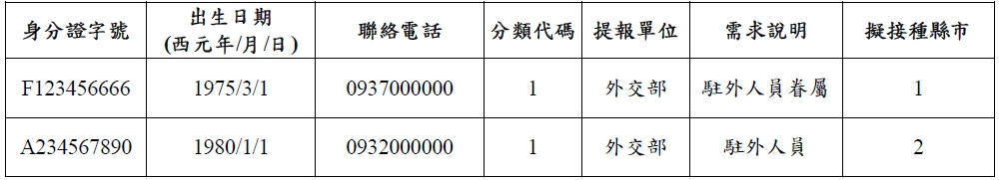 身分證字號 出生日期 (西元年/月/日) 聯絡電話 分類代碼 提報單位 需求說明 擬接種縣市
F123456666 1975/3/1 0937000000 1 外交部 駐外人員眷屬 1
A234567890 1980/1/1 0932000000 1 外交部 駐外人員 2